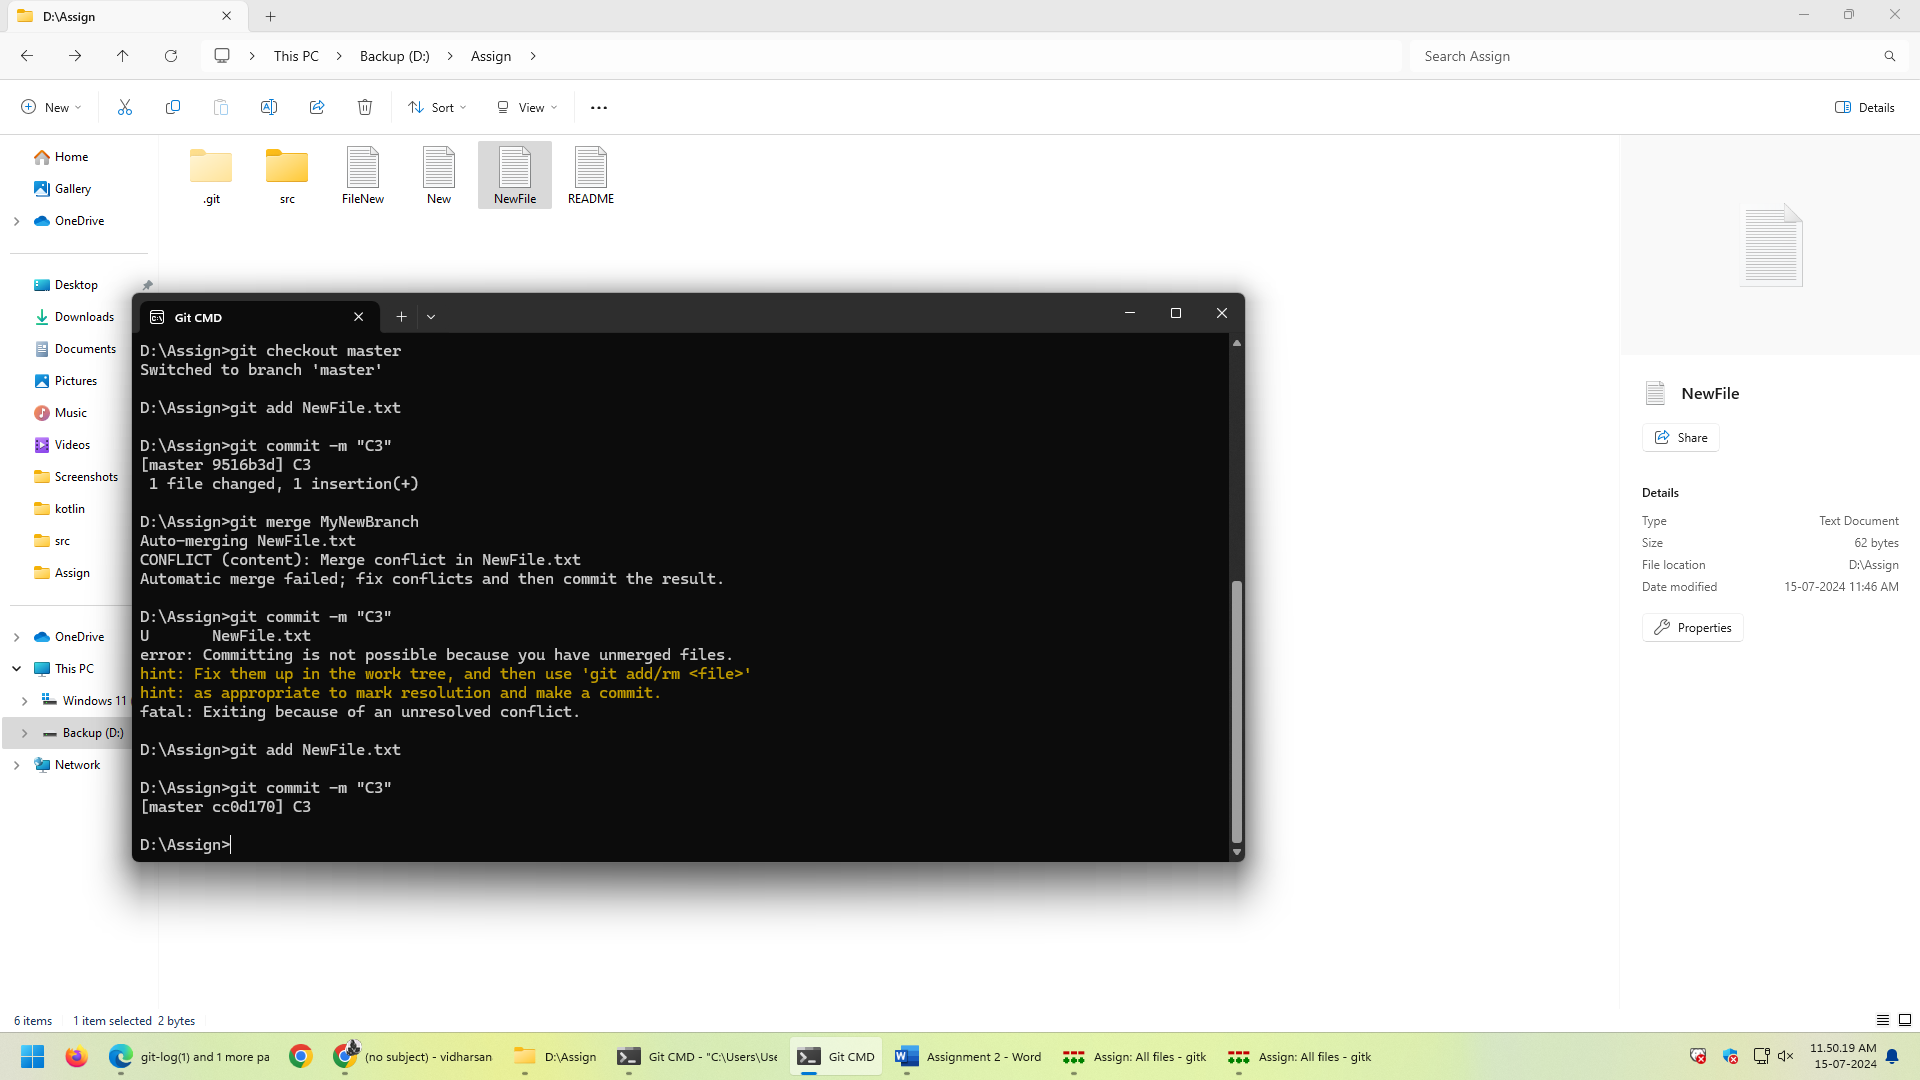 D:\Assign
This PC
Backup (D:)
Assign
Search Assign
New
Sort
View
Details
Home
Gallery
OneDrive
Desktop
Downloads
Documents
Pictures
Music
Videos
Screenshots
kotlin
src
Assign
OneDrive
This PC
Windows 11
Backup (D:)
Network
.git
src
FileNew
New
NewFile
README
Git CMD
D:\Assign>git checkout master
Switched to branch 'master'
D:\Assign>git add NewFile.txt
D:\Assign>git commit -m "C3"
[master 9516b3d] C3
1 file changed, 1 insertion(+)
D:\Assign>git merge MyNewBranch
Auto-merging NewFile.txt
CONFLICT (content): Merge conflict in NewFile.txt
Automatic merge failed; fix conflicts and then commit the result.
D:\Assign>git commit -m "C3"
U       NewFile.txt
error: Committing is not possible because you have unmerged files.
hint: Fix them up in the work tree, and then use 'git add/rm <file>'
hint: as appropriate to mark resolution and make a commit.
fatal: Exiting because of an unresolved conflict.
D:\Assign>git add NewFile.txt
D:\Assign>git commit -m "C3"
[master cc0d170] C3
D:\Assign>
NewFile
Share
Details
Type Text Document
Size 62 bytes
File location D:\Assign
Date modified 15-07-2024 11:46 AM
Properties
6 items 1 item selected 2 bytes
git-log(1) and 1 more pa
(no subject) - vidharsan
D:\Assign
Git CMD - "C:\Users\Use
Git CMD
Assignment 2 - Word
Assign: All files - gitk
Assign: All files - gitk
11.50.19 AM
15-07-2024